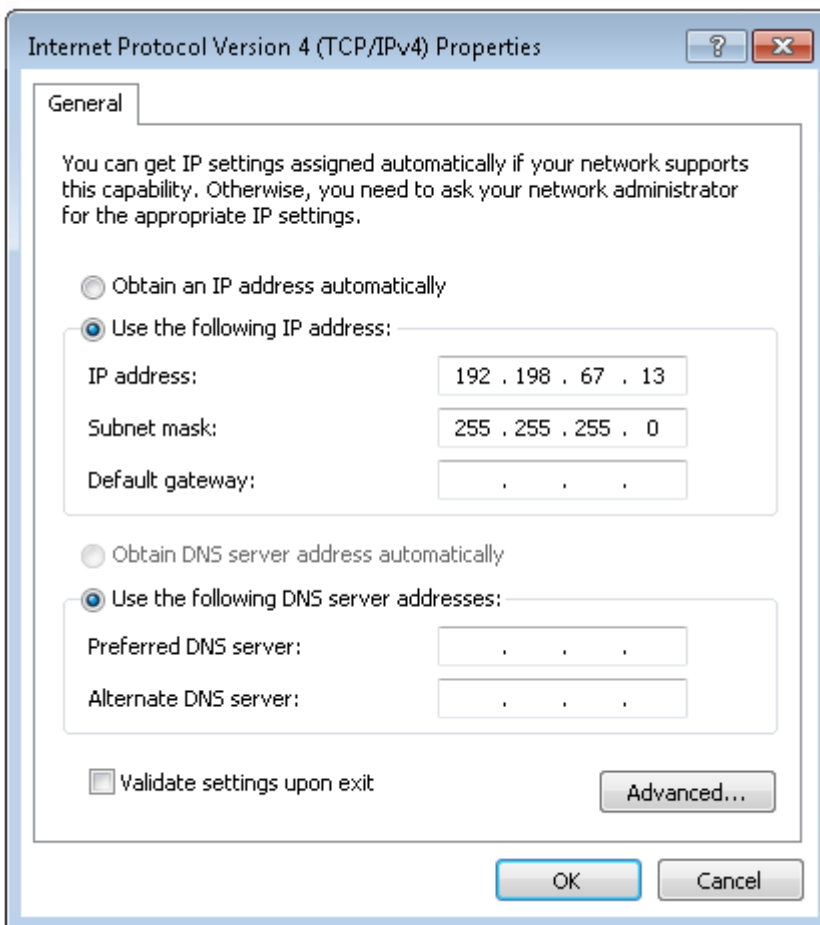 Internet Protocol Version 4 (TCP/IPv4) Properties
General
You can get IP settings assigned automatically if your network supports
this capability. Otherwise, you need to ask your network administrator
for the appropriate IP settings.
Obtain an IP address automatically
Use the following IP address:
IP address: 192 . 198 . 67 . 13
Subnet mask: 255 . 255 . 255 . 0
Default gateway: . . .
Obtain DNS server address automatically
Use the following DNS server addresses:
Preferred DNS server: . . .
Alternate DNS server: . . .
Validate settings upon exit
Advanced...
OK Cancel